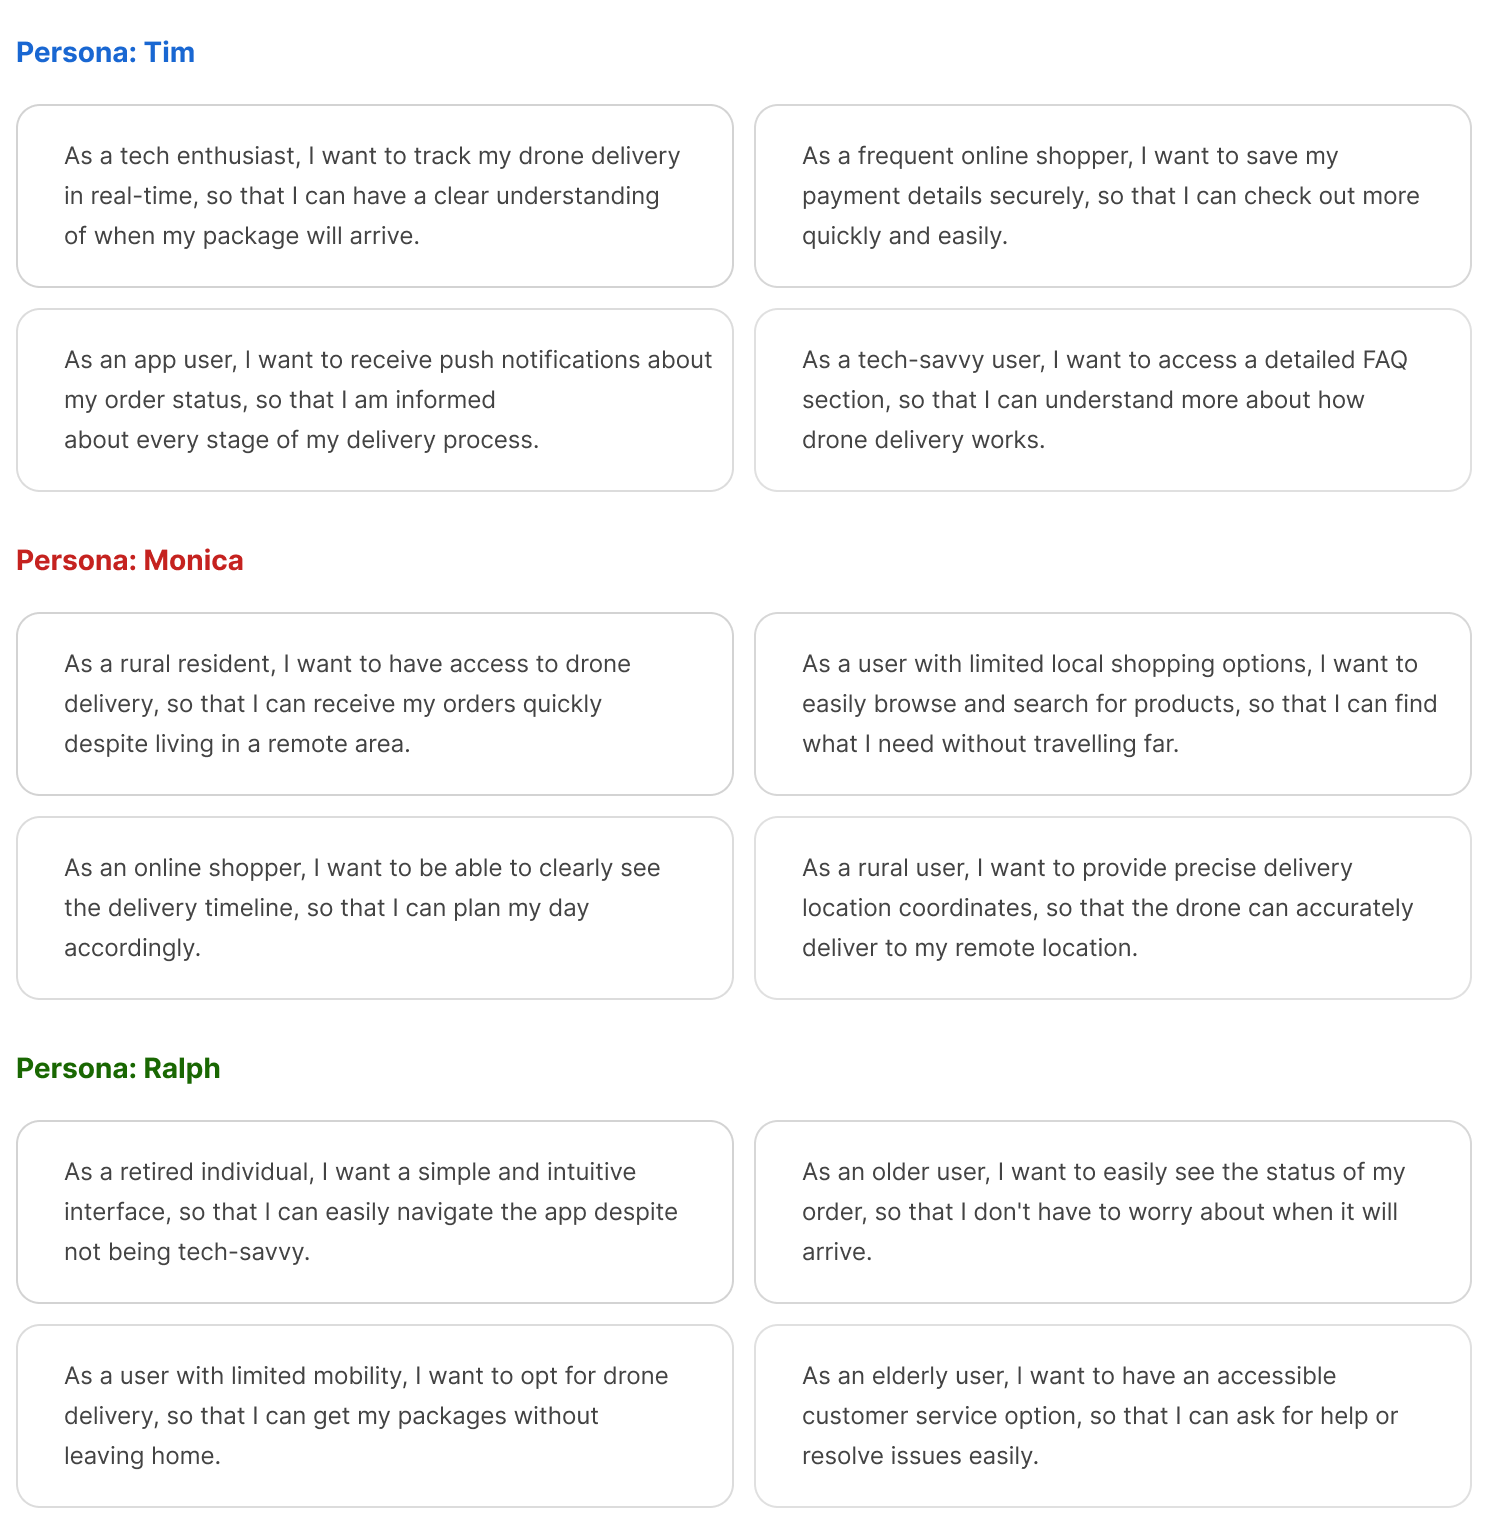 Persona: Tim
As a tech enthusiast, I want to track my drone delivery
in real-time, so that I can have a clear understanding
of when my package will arrive.
As a frequent online shopper, I want to save my
payment details securely, so that I can check out more
quickly and easily.
As an app user, I want to receive push notifications about
my order status, so that I am informed
about every stage of my delivery process.
As a tech-savvy user, I want to access a detailed FAQ
section, so that I can understand more about how
drone delivery works.
Persona: Monica
As a rural resident, I want to have access to drone
delivery, so that I can receive my orders quickly
despite living in a remote area.
As a user with limited local shopping options, I want to
easily browse and search for products, so that I can find
what I need without travelling far.
As an online shopper, I want to be able to clearly see
the delivery timeline, so that I can plan my day
accordingly.
As a rural user, I want to provide precise delivery
location coordinates, so that the drone can accurately
deliver to my remote location.
Persona: Ralph
As a retired individual, I want a simple and intuitive
interface, so that I can easily navigate the app despite
not being tech-savvy.
As an older user, I want to easily see the status of my
order, so that I don't have to worry about when it will
arrive.
As a user with limited mobility, I want to opt for drone
delivery, so that I can get my packages without
leaving home.
As an elderly user, I want to have an accessible
customer service option, so that I can ask for help or
resolve issues easily.